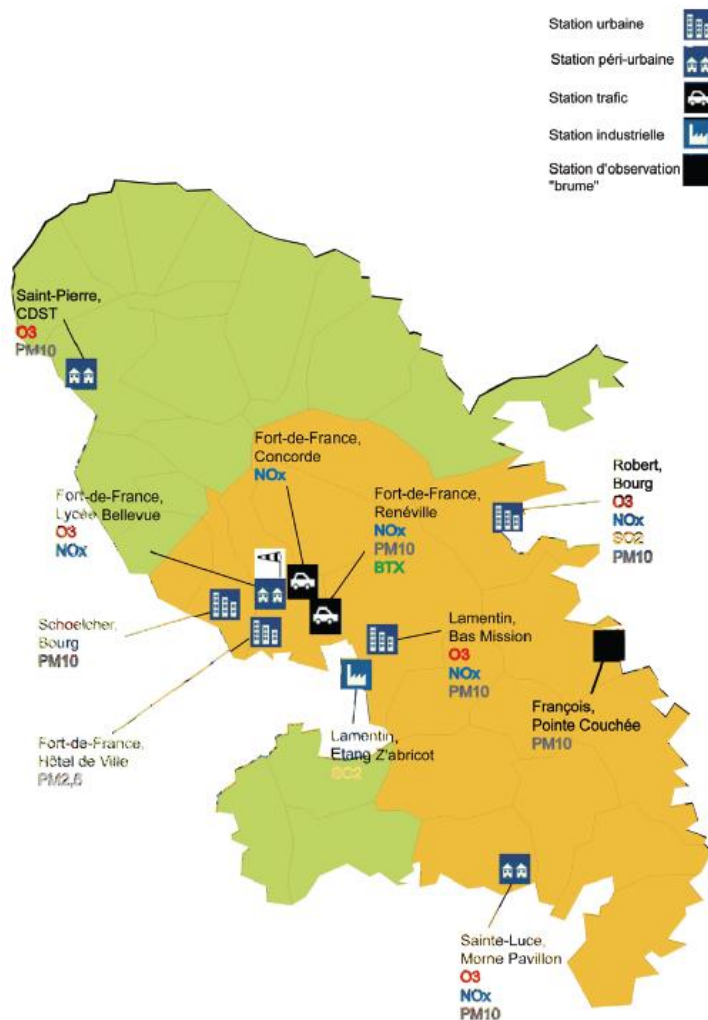 Station urbaine
Station péri-urbaine
Station trafic
Station industrielle
Station d'observation
"brume"
Saint-Pierre,
CDST
O3
PM10
Fort-de-France,
Concorde
NOx
Fort-de-France,
Lycée Bellevue
O3
NOx
Fort-de-France,
Renéville
NOx
PM10
BTX
Robert,
Bourg
O3
NOx
SO2
PM10
Schoelcher,
Bourg
PM10
Lamentin,
Bas Mission
O3
NOx
PM10
François,
Pointe Couchée
PM10
Fort-de-France,
Hôtel de Ville
PM2,5
Lamentin,
Etang Z'abricot
SO2
Sainte-Luce,
Morne Pavillon
O3
NOx
PM10